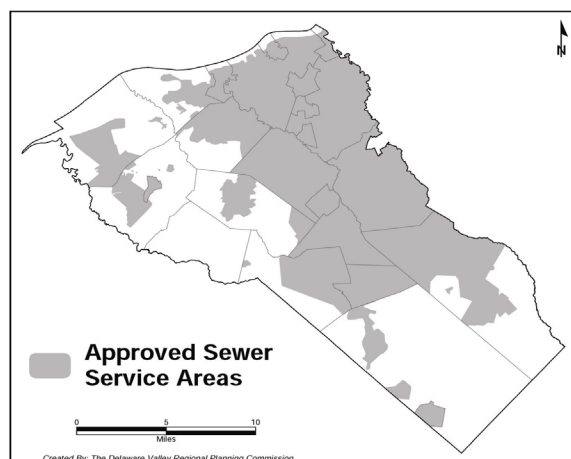 N
Approved Sewer
Service Areas
0 5 10
Miles
Created By: The Delaware Valley Regional Planning Commission